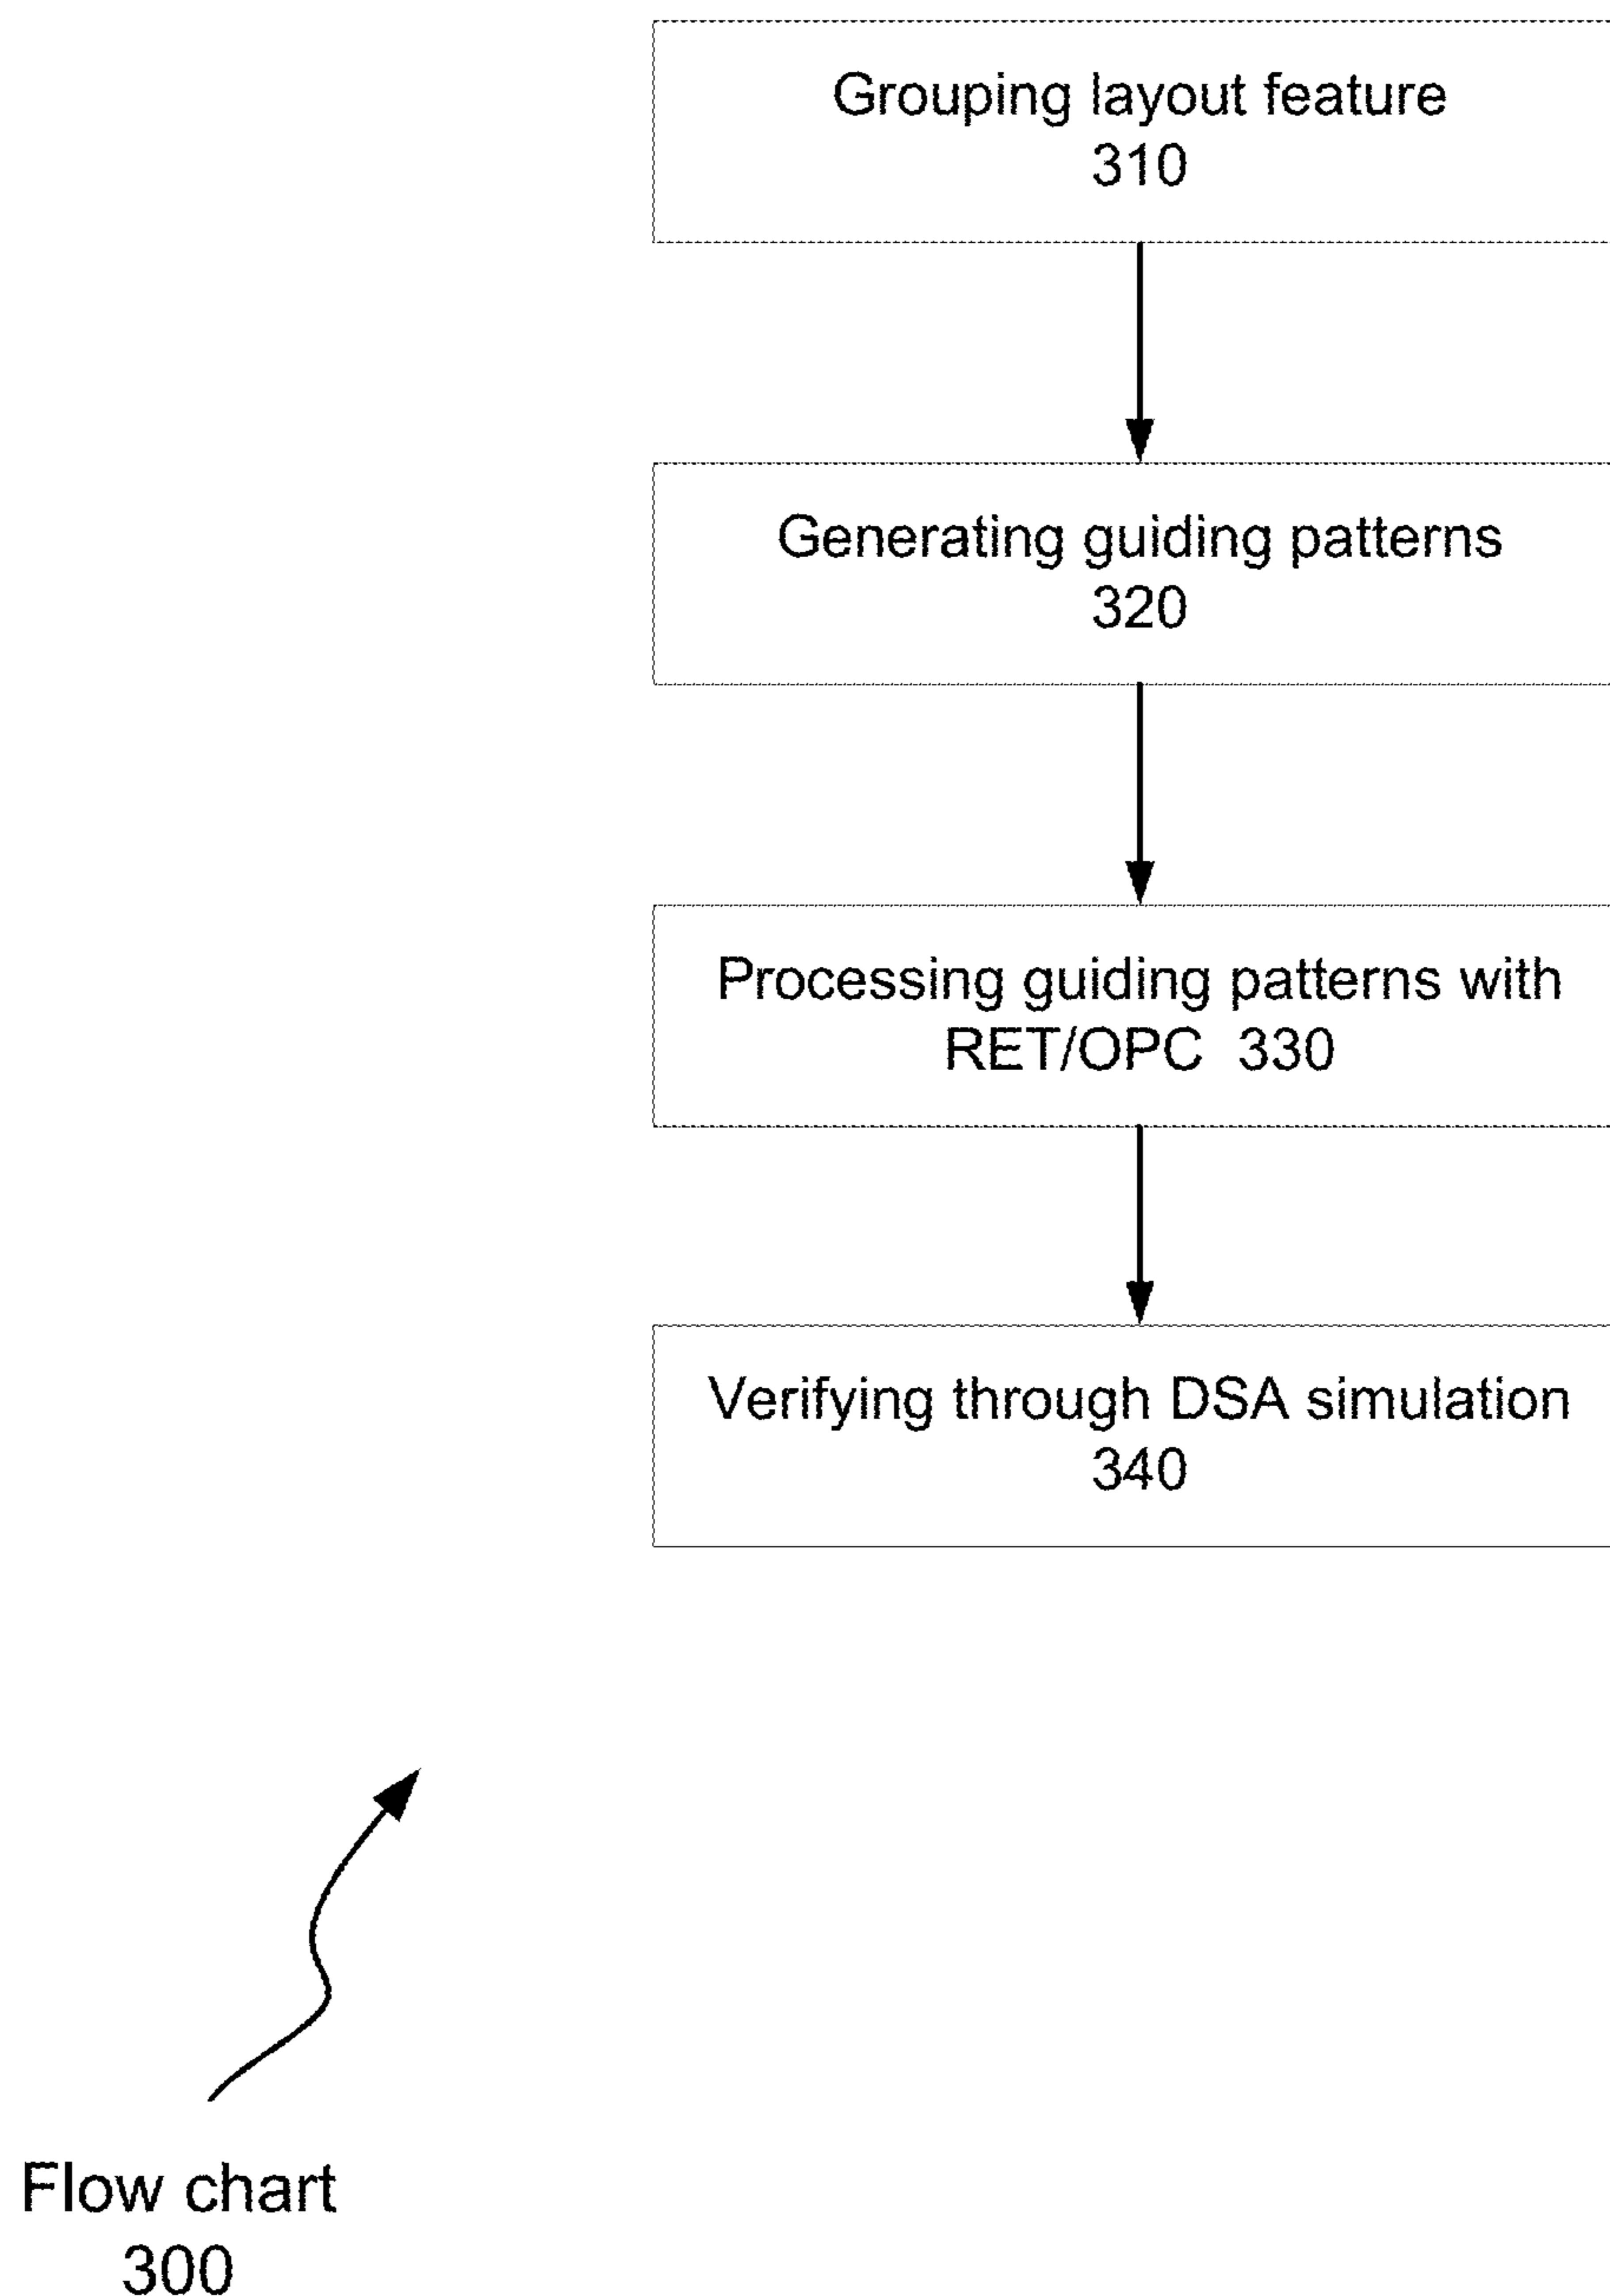 Grouping layout feature
310
Generating guiding patterns
320
Processing guiding patterns with
RET/OPC 330
Verifying through DSA simulation
340
Flow chart
300